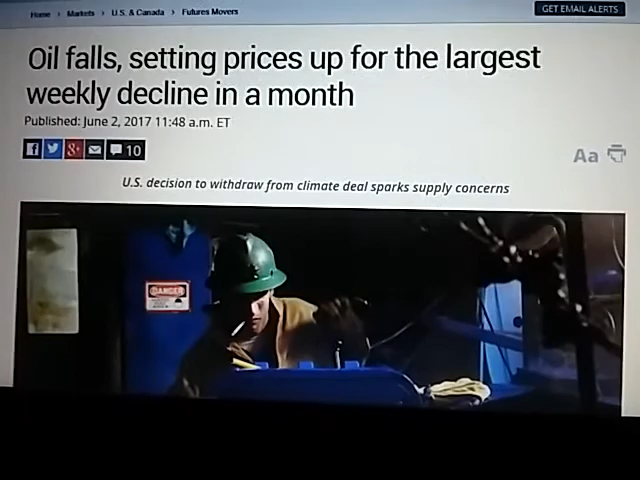 Home > Markets > U.S. & Canada > Futures Movers
GET EMAIL ALERTS
Oil falls, setting prices up for the largest
weekly decline in a month
Published: June 2, 2017 11:48 a.m. ET
10
Aa
U.S. decision to withdraw from climate deal sparks supply concerns
DANGER